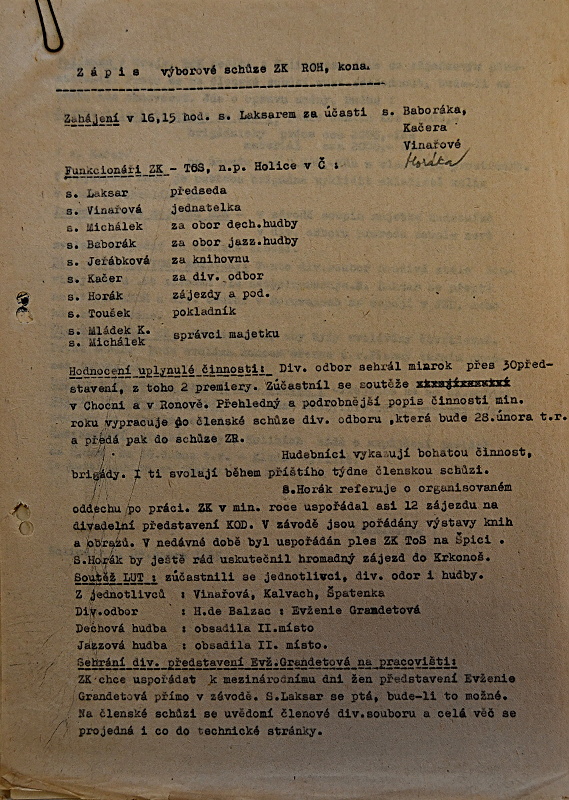 Z á p i s výborové schůze ZK ROH, kona.
Zahájení v 16,15 hod. s. Laksarem za účasti s. Baboráka,
Kačera
Vinařové
Horáka
Funkcionáři ZK - TOS, n.p. Holice v Č :
s. Laksar předseda
s. Vinařová jednatelka
s. Michálek za obor dech.hudby
s. Baborák za obor jazz.hudby
s. Jeřábková za knihovnu
s. Kačer za div. odbor
s. Horák zájezdy a pod.
s. Toušek pokladník
s. Mládek K.
s. Michálek správci majetku
Hodnocení uplynulé činnosti: Div. odbor sehrál minrok přes 30před-
stavení, z toho 2 premiery. Zúčastnil se soutěže
v Chocni a v Ronově. Přehledný a podrobnější popis činnosti min.
roku vypracuje do členské schůze div. odboru ,která bude 28.února t.r.
a předá pak do schůze ZR.
Hudebníci vykazují bohatou činnost,
brigády. I ti svolají během příštího týdne členskou schůzi.
S.Horák referuje o organisovaném
oddechu po práci. ZK v min. roce uspořádal asi 12 zájezdu na
divadelní představení KOD. V závodě jsou pořádány výstavy knih
a obrazů. V nedávné době byl uspořádán ples ZK ToS na Špici .
S.Horák by ještě rád uskutečnil hromadný zájezd do Krkonoš.
Soutěž LUT : zúčastnili se jednotlivci, div. odor i hudby.
Z jednotlivců : Vinařová, Kalvach, Špatenka
Div.odbor : H.de Balzac : Evženie Grandetová
Dechová hudba : obsadila II.místo
Jazzová hudba : obsadila II. místo.
Sehrání div. představení Evž.Grandetová na pracovišti:
ZK chce uspořádat k mezinárodnímu dni žen představení Evženie
Grandetová přímo v závodě. S.Laksar se ptá, bude-li to možné.
Na členské schůzi se uvědomí členové div.souboru a celá věč se
projedná i co do technické stránky.